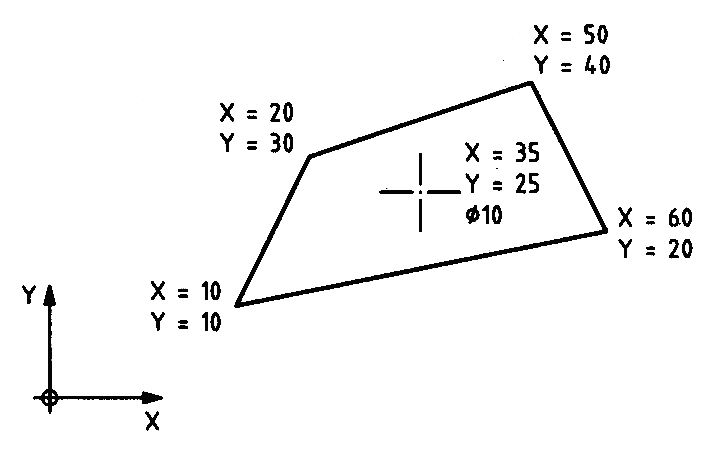 X = 50
Y = 40
X = 20
Y = 30
X = 35
Y = 25
ϕ10
X = 60
Y = 20
X = 10
Y = 10
Y
X